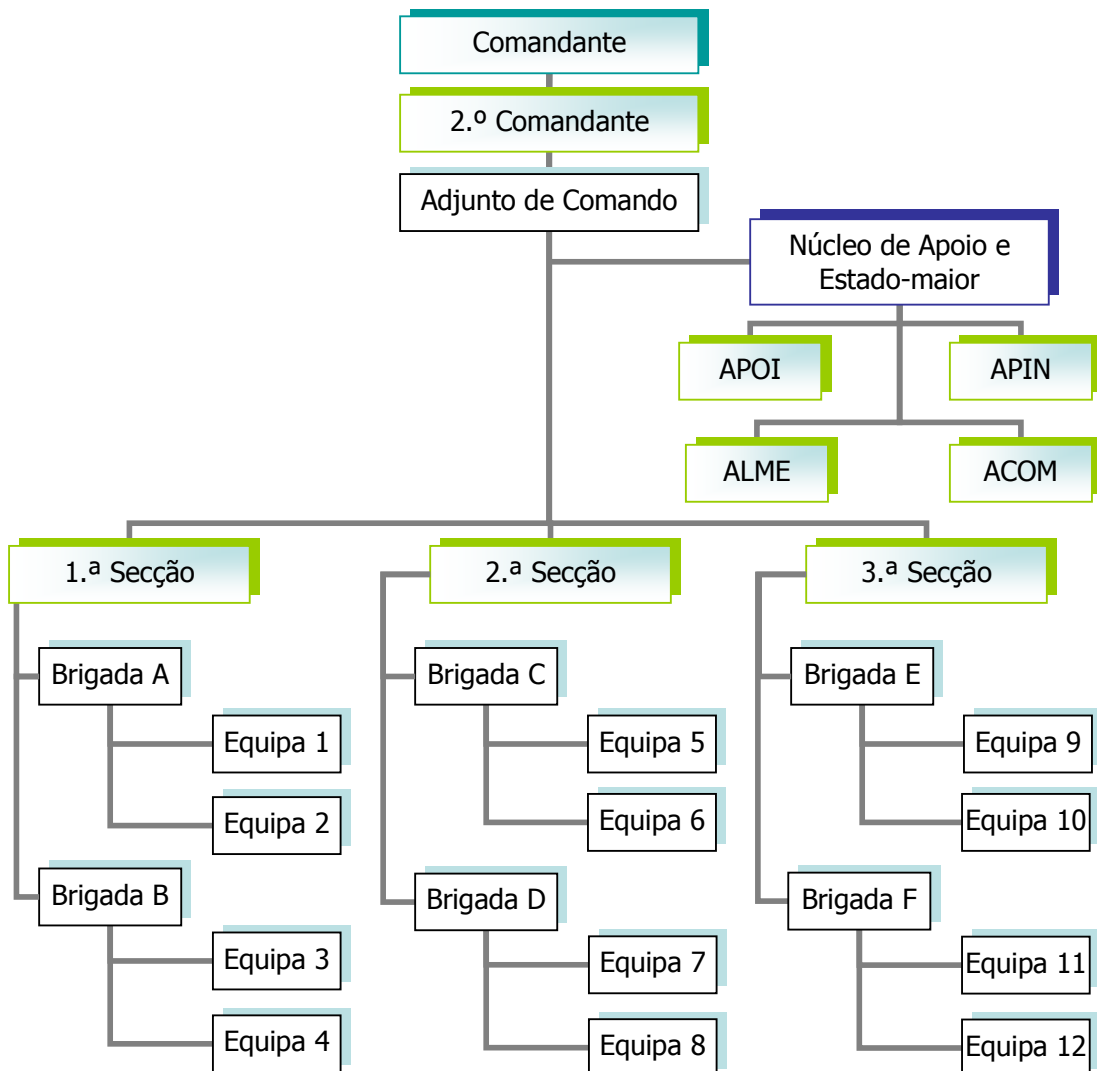 Comandante
2.º Comandante
Adjunto de Comando
Núcleo de Apoio e
Estado-maior
APOI
APIN
ALME
ACOM
1.ª Secção
2.ª Secção
3.ª Secção
Brigada A
Equipa 1
Equipa 2
Brigada B
Equipa 3
Equipa 4
Brigada C
Equipa 5
Equipa 6
Brigada D
Equipa 7
Equipa 8
Brigada E
Equipa 9
Equipa 10
Brigada F
Equipa 11
Equipa 12